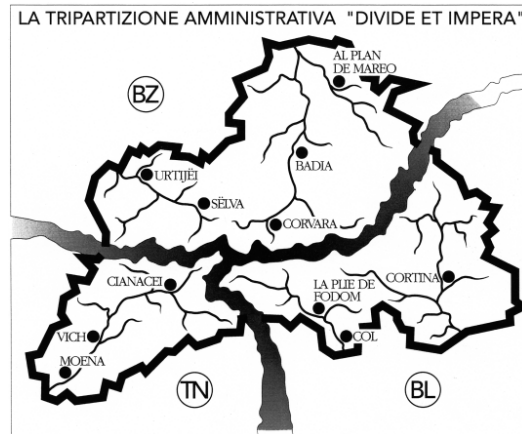 LA TRIPARTIZIONE AMMINISTRATIVA "DIVIDE ET IMPERA"
AL PLAN
DE MAREO
BZ
BADIA
URTIJËI
SËLVA
CORVARA
CIANACEI
LA PLIE DE
FODOM
CORTINA
VICH
COL
MOENA
TN
BL